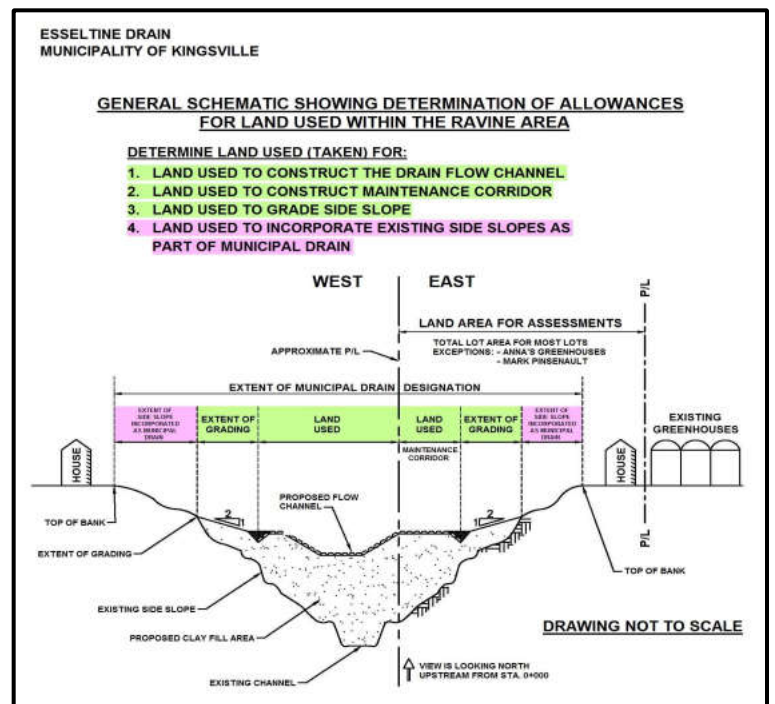 ESSELTINE DRAIN
MUNICIPALITY OF KINGSVILLE
GENERAL SCHEMATIC SHOWING DETERMINATION OF ALLOWANCES
FOR LAND USED WITHIN THE RAVINE AREA
DETERMINE LAND USED (TAKEN) FOR:
1. LAND USED TO CONSTRUCT THE DRAIN FLOW CHANNEL
2. LAND USED TO CONSTRUCT MAINTENANCE CORRIDOR
3. LAND USED TO GRADE SIDE SLOPE
4. LAND USED TO INCORPORATE EXISTING SIDE SLOPES AS
PART OF MUNICIPAL DRAIN
WEST
EAST
P/L
LAND AREA FOR ASSESSMENTS
APPROXIMATE P/L
TOTAL LOT AREA FOR MOST LOTS
EXCEPTIONS: - ANNA'S GREENHOUSES
- MARK PINSENAULT
EXTENT OF MUNICIPAL DRAIN DESIGNATION
EXTENT OF
SIDE SLOPE
INCORPORATED
AS MUNICIPAL
DRAIN
EXTENT OF
GRADING
LAND
USED
LAND
USED
EXTENT OF
GRADING
EXTENT OF
SIDE SLOPE
INCORPORATED
AS MUNICIPAL
DRAIN
EXISTING
GREENHOUSES
MAINTENANCE
CORRIDOR
HOUSE
HOUSE
PROPOSED FLOW
CHANNEL
2
1
2
1
TOP OF BANK
P/L
EXTENT OF GRADING
TOP OF BANK
EXISTING SIDE SLOPE
PROPOSED CLAY FILL AREA
DRAWING NOT TO SCALE
EXISTING CHANNEL
VIEW IS LOOKING NORTH
UPSTREAM FROM STA. 0+000